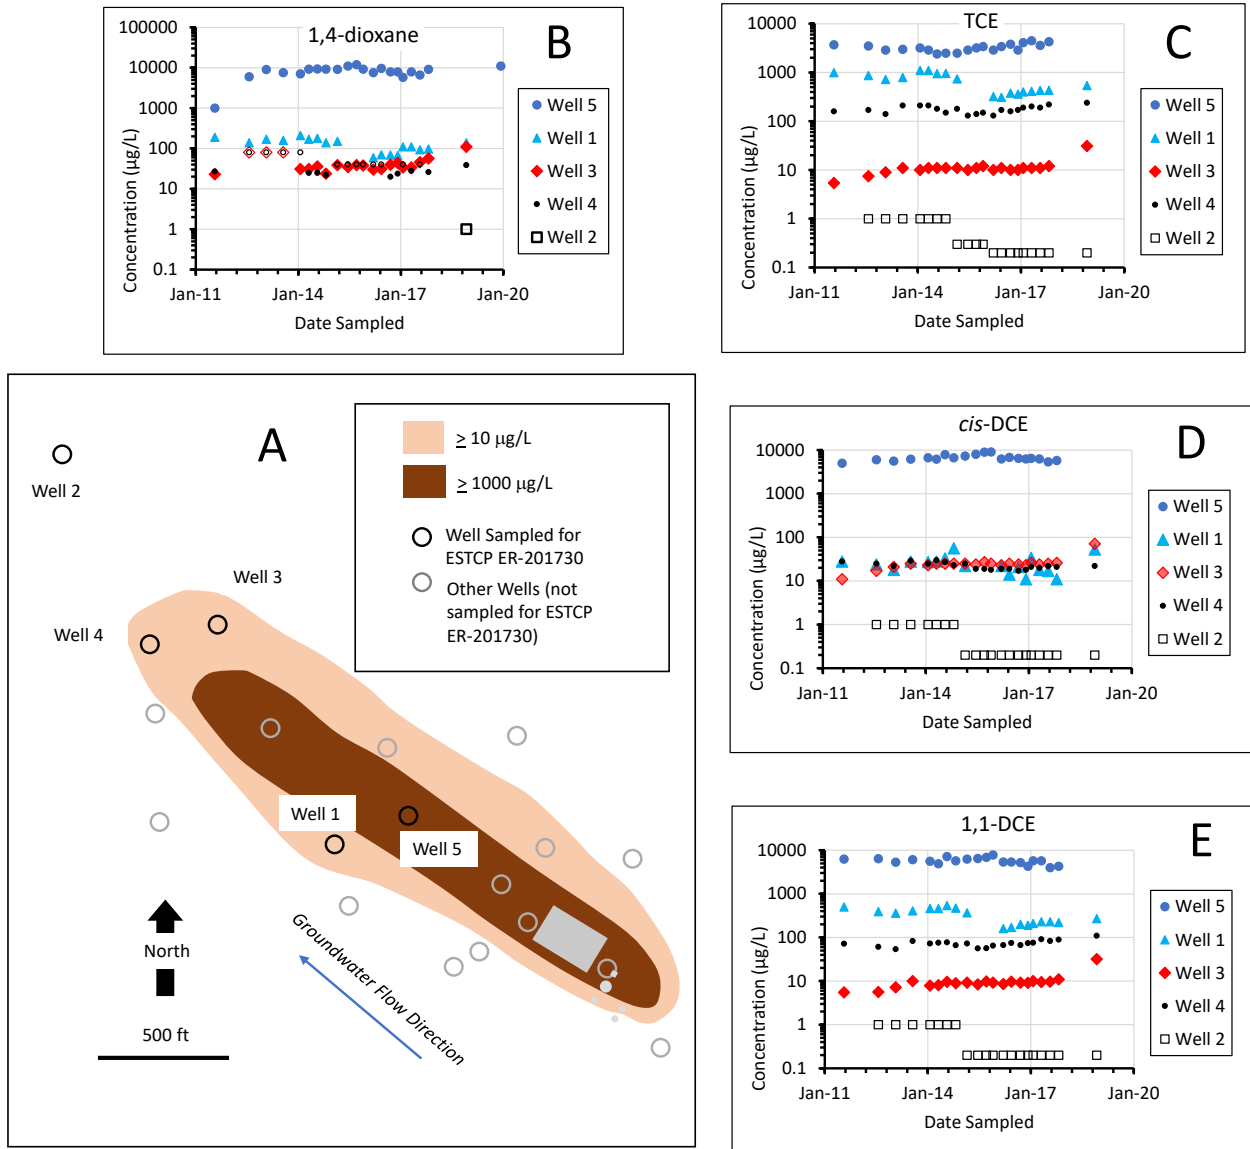 1,4-dioxane
B
Concentration (µg/L)
100000
10000
1000
100
10
1
0.1
Jan-11
Jan-14
Jan-17
Jan-20
Date Sampled
Well 5
Well 1
Well 3
Well 4
Well 2
TCE
C
Concentration (µg/L)
10000
1000
100
10
1
0.1
Jan-11
Jan-14
Jan-17
Jan-20
Date Sampled
Well 5
Well 1
Well 3
Well 4
Well 2
A
≥ 10 µg/L
≥ 1000 µg/L
Well Sampled for
ESTCP ER-201730
Other Wells (not
sampled for ESTCP
ER-201730)
Well 2
Well 3
Well 4
Well 1
Well 5
Groundwater Flow Direction
North
500 ft
cis-DCE
D
Concentration (µg/L)
10000
1000
100
10
1
0.1
Jan-11
Jan-14
Jan-17
Jan-20
Date Sampled
Well 5
Well 1
Well 3
Well 4
Well 2
1,1-DCE
E
Concentration (µg/L)
10000
1000
100
10
1
0.1
Jan-11
Jan-14
Jan-17
Jan-20
Date Sampled
Well 5
Well 1
Well 3
Well 4
Well 2